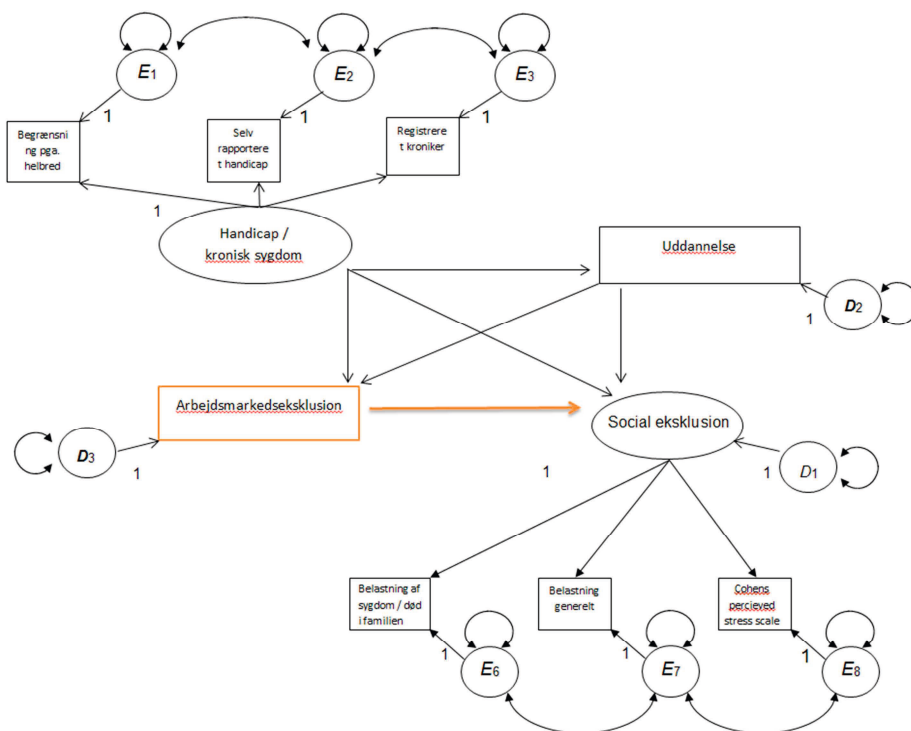 E1
E2
E3
1
1
1
Begrænsni
ng pga.
helbred
Selv
rapportere
t handicap
Registrere
t kroniker
1
Handicap /
kronisk sygdom
Uddannelse
D2
1
Arbejdsmarkedseksklusion
Social eksklusion
D3
1
1
1
D1
Belastning af
sygdom / død
i familien
Belastning
generelt
Cohens
percieved
stress scale
1
1
1
E6
E7
E8